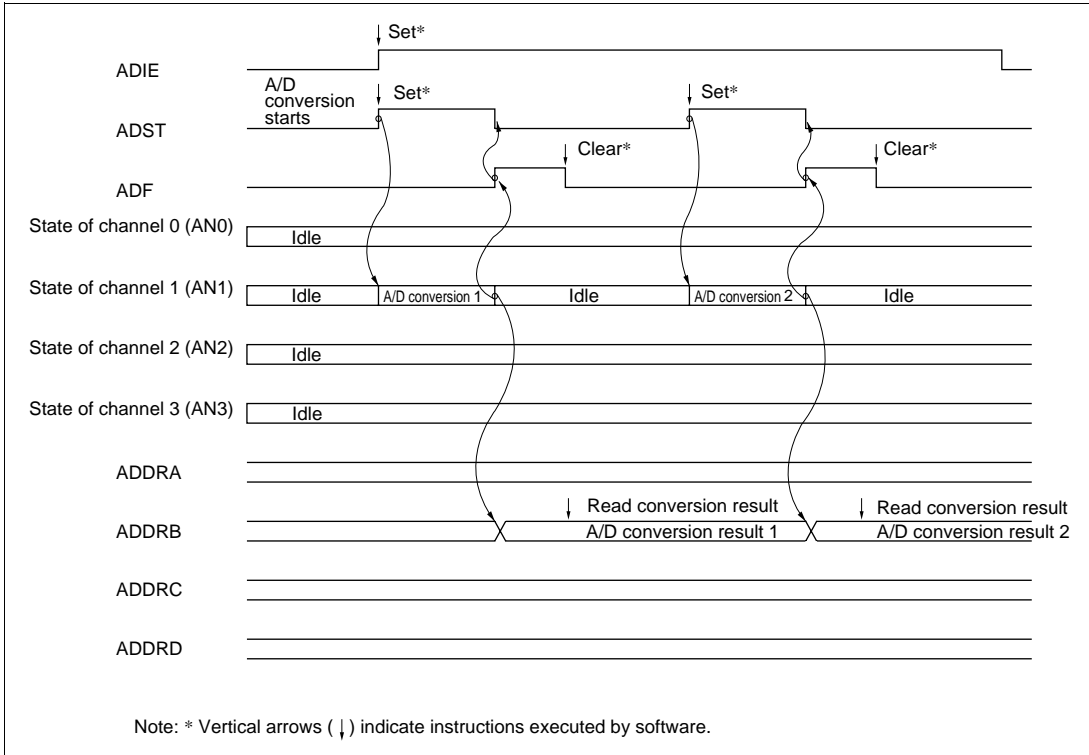 Set*
ADIE
A/D
conversion
starts
Set*
Set*
ADST
Clear*
Clear*
ADF
State of channel 0 (AN0)
Idle
State of channel 1 (AN1)
Idle
A/D conversion 1
Idle
A/D conversion 2
Idle
State of channel 2 (AN2)
Idle
State of channel 3 (AN3)
Idle
ADDRA
Read conversion result
Read conversion result
ADDRB
A/D conversion result 1
A/D conversion result 2
ADDRC
ADDRD
Note: * Vertical arrows (↓) indicate instructions executed by software.